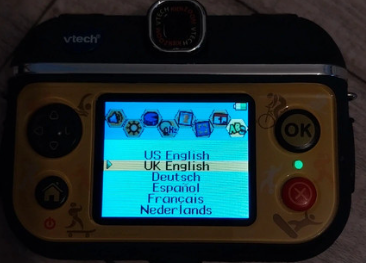 vtech
OK
US English
UK English
Deutsch
Español
Français
Nederlands